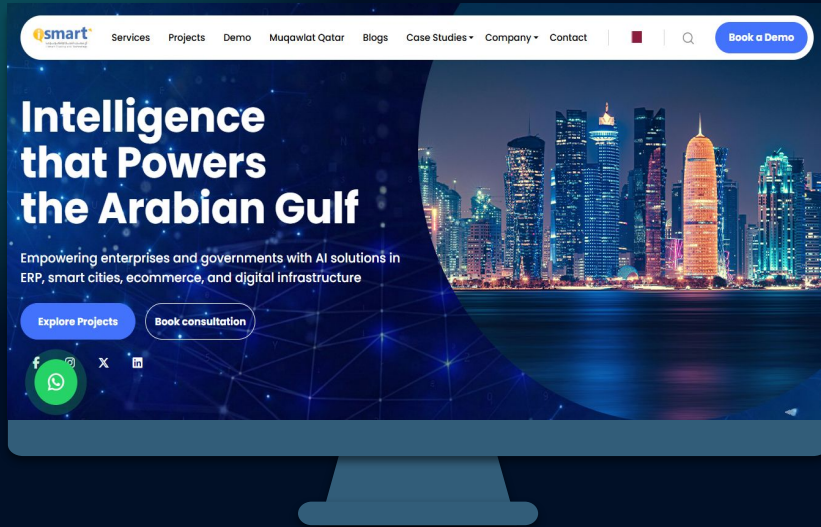 Qsmart
Services Projects Demo Muqawlat Qatar Blogs Case Studies Company Contact
Book a Demo
Intelligence
that Powers
the Arabian Gulf
Empowering enterprises and governments with AI solutions in
ERP, smart cities, ecommerce, and digital infrastructure
Explore Projects Book consultation